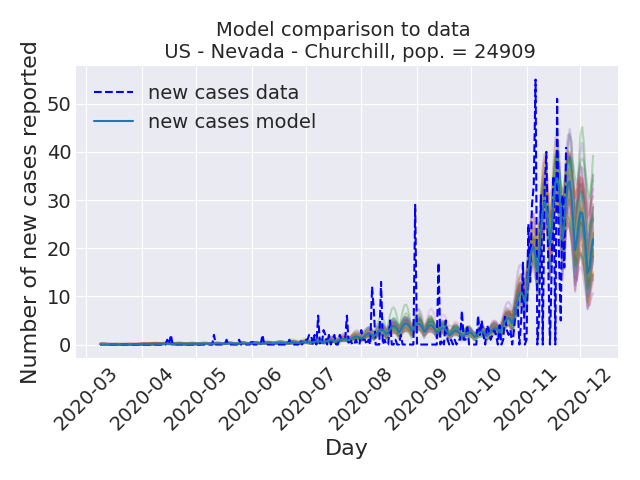 Model comparison to data
US - Nevada - Churchill, pop. = 24909
Number of new cases reported
new cases data
new cases model
50
40
30
20
10
0
2020-03
2020-04
2020-05
2020-06
2020-07
2020-08
2020-09
2020-10
2020-11
2020-12
Day